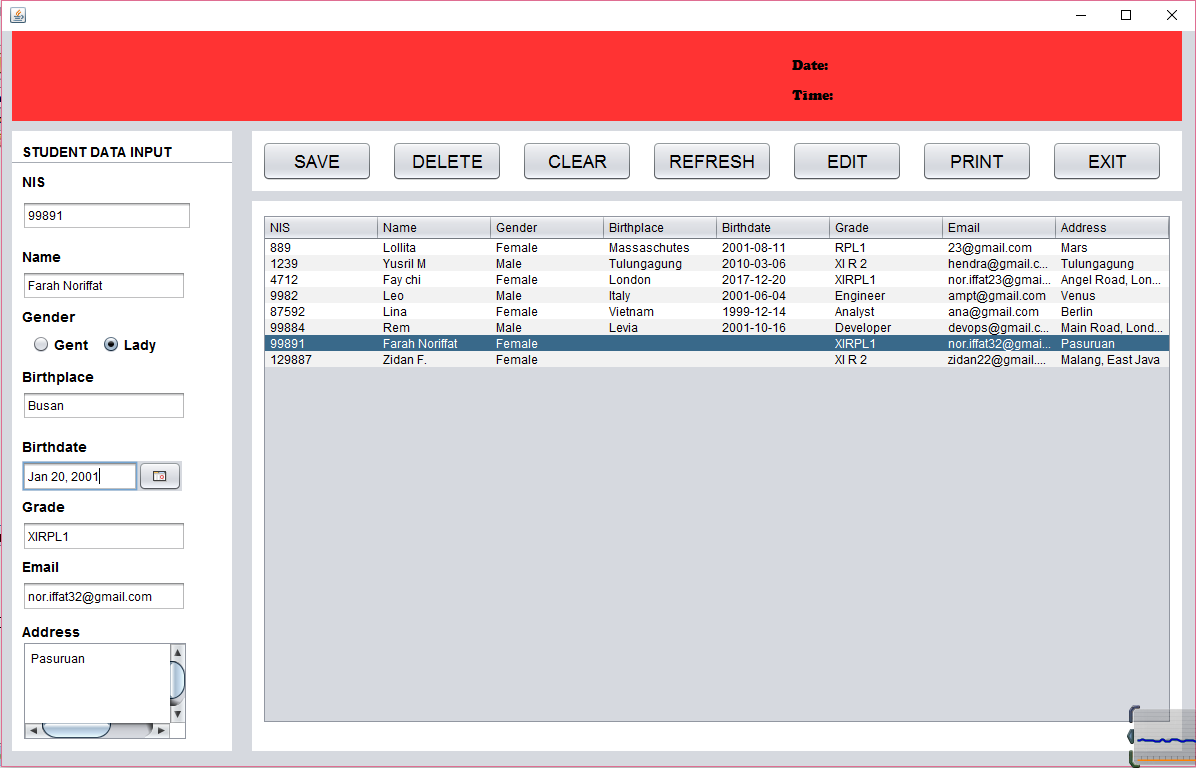 Date:
Time:
STUDENT DATA INPUT
NIS
99891
Name
Farah Noriffat
Gender
Gent Lady
Birthplace
Busan
Birthdate
Jan 20, 2001
Grade
XIRPL1
Email
nor.iffat32@gmail.com
Address
Pasuruan
SAVE DELETE CLEAR REFRESH EDIT PRINT EXIT
NIS Name Gender Birthplace Birthdate Grade Email Address
889 Lollita Female Massaschutes 2001-08-11 RPL1 23@gmail.com Mars
1239 Yusril M Male Tulungagung 2010-03-06 XI R 2 hendra@gmail.c... Tulungagung
4712 Fay chi Female London 2017-12-20 XIRPL1 nor.iffat23@gmai... Angel Road, Lon...
9982 Leo Male Italy 2001-06-04 Engineer ampt@gmail.com Venus
87592 Lina Female Vietnam 1999-12-14 Analyst ana@gmail.com Berlin
99884 Rem Male Levia 2001-10-16 Developer devops@gmail.c... Main Road, Lond...
99891 Farah Noriffat Female XIRPL1 nor.iffat32@gmai... Pasuruan
129887 Zidan F. Female XI R 2 zidan22@gmail.... Malang, East Java